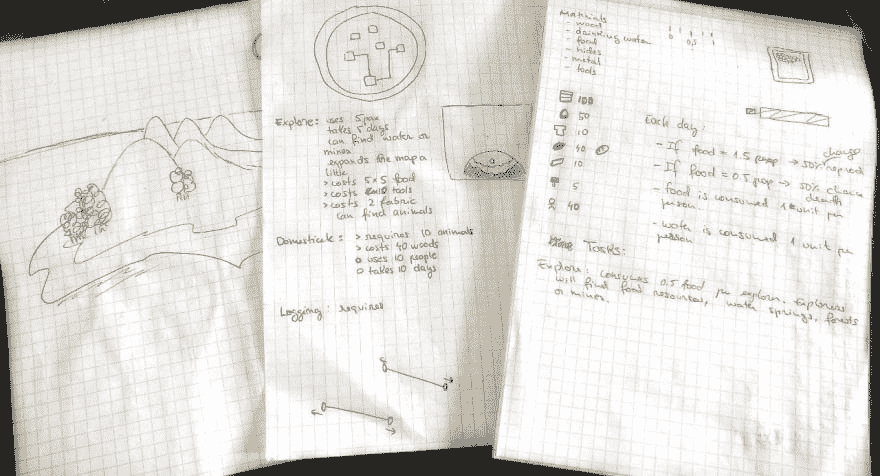 Explore: uses 5 pax
takes 5 days
can find water or
mines
expands the map a
little
> costs 5x5 food
> costs tools
> costs 2 fabric
can find animals
Domesticate: > requires 10 animals
> costs 40 woods
o uses 10 people
o takes 10 days
Logging: requires
Materials
- wood
- drinking water
- food
- hides
- metal
- tools
0 0,5
100
50
10
40
10
5
40
Each day:
- If food = 1.5 pop → 50% chance
reprod
- If food = 0.5 pop → 50% chance
death
- food is consumed 1 unit per
person.
- water is consumed 1 unit per
person
Tasks:
Explore: consumes 0.5 food per explorer. Explorers
will find food resources, water springs, forests
or mines.